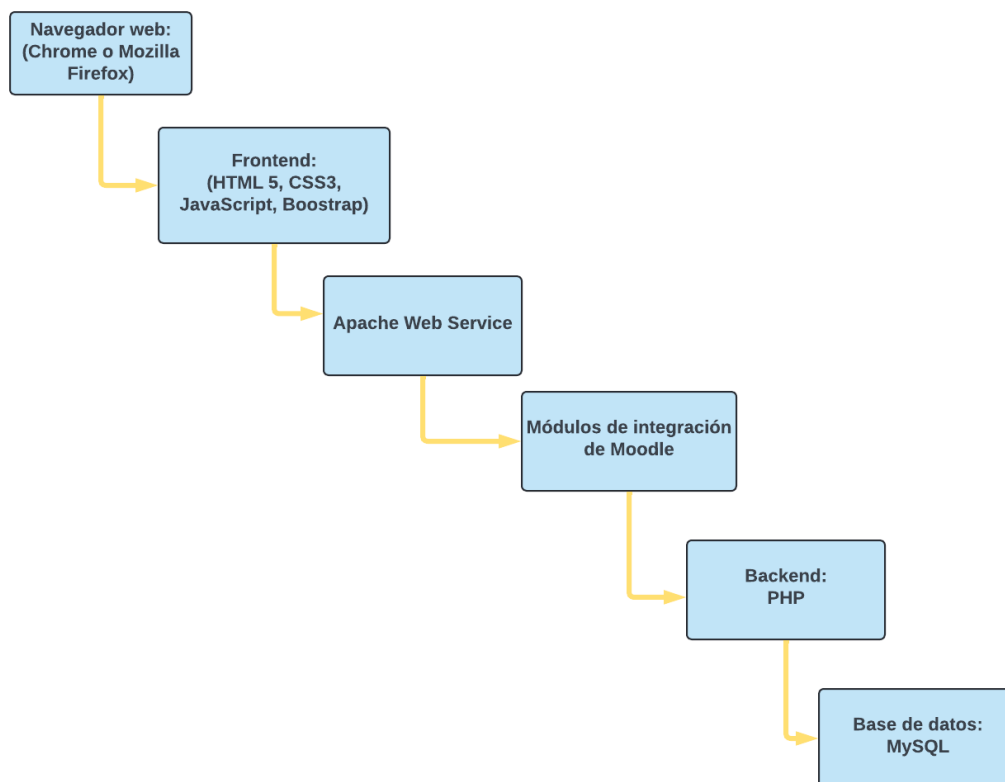 Navegador web:
(Chrome o Mozilla
Firefox)
Frontend:
(HTML 5, CSS3,
JavaScript, Boostrap)
Apache Web Service
Módulos de integración
de Moodle
Backend:
PHP
Base de datos:
MySQL